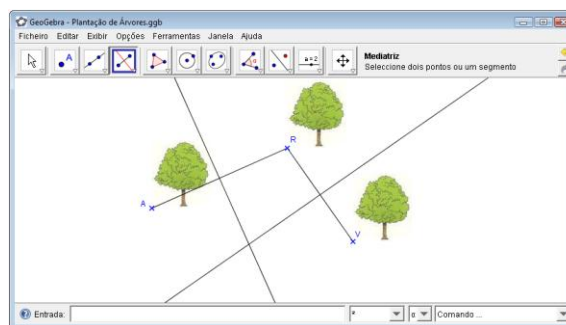 GeoGebra - Plantação de Árvores.ggb
Ficheiro Editar Exibir Opções Ferramentas Janela Ajuda
A a=2 Mediatriz
Seleccione dois pontos ou um segmento
R
A
V
Entrada: Comando ...